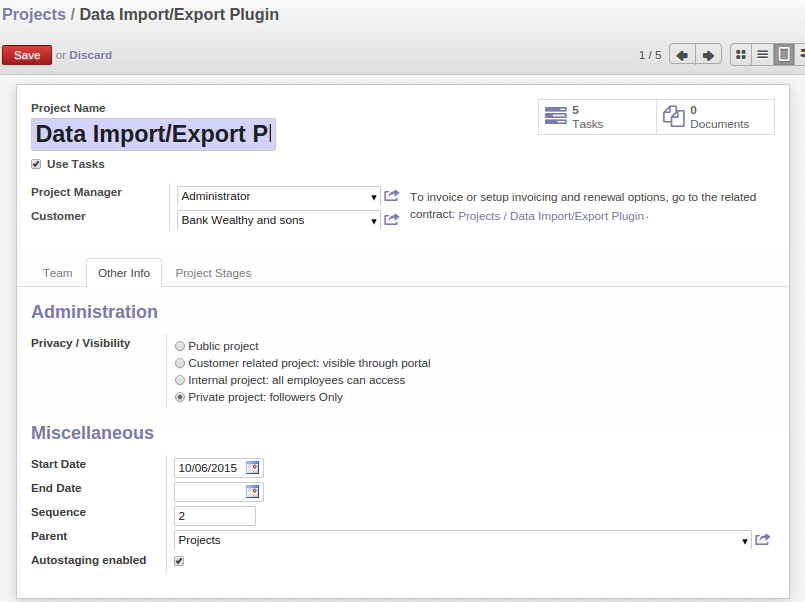 Projects / Data Import/Export Plugin
Save or Discard
1 / 5
Project Name
Data Import/Export Pl
5
Tasks
0
Documents
Use Tasks
Project Manager
Administrator
Customer
Bank Wealthy and sons
To invoice or setup invoicing and renewal options, go to the related
contract: Projects / Data Import/Export Plugin.
Team Other Info Project Stages
Administration
Privacy / Visibility
Public project
Customer related project: visible through portal
Internal project: all employees can access
Private project: followers Only
Miscellaneous
Start Date 10/06/2015
End Date
Sequence 2
Parent Projects
Autostaging enabled